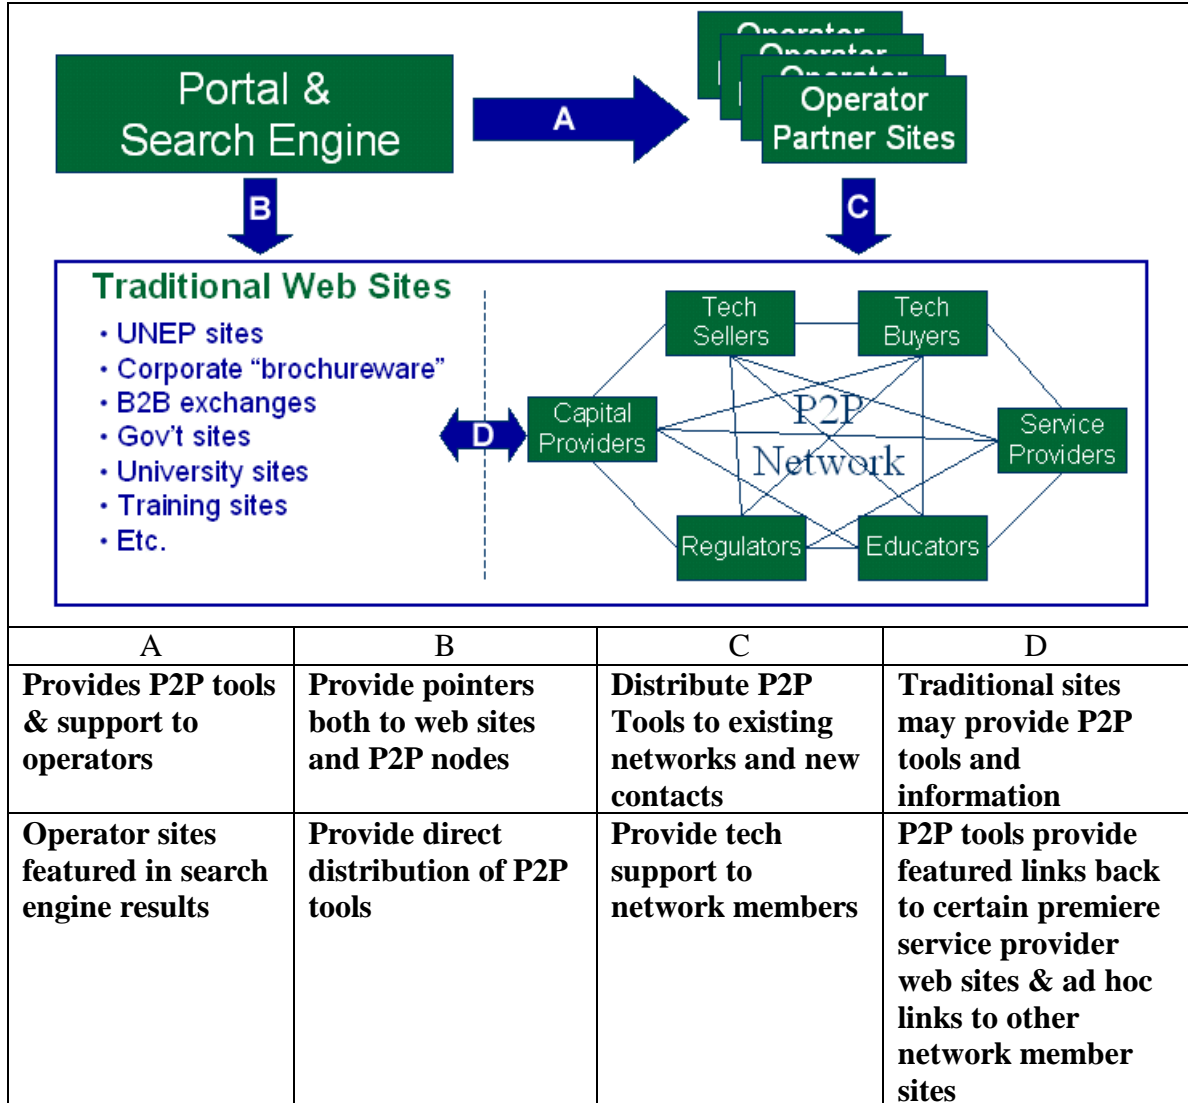 Portal &
Search Engine
A
Operator
Operator
Operator
Operator
Partner Sites
B
C
Traditional Web Sites
• UNEP sites
• Corporate “brochureware”
• B2B exchanges
• Gov’t sites
• University sites
• Training sites
• Etc.
D
Tech
Sellers
Tech
Buyers
Capital
Providers
P2P
Network
Service
Providers
Regulators
Educators
A
B
C
D
Provides P2P tools
& support to
operators
Provide pointers
both to web sites
and P2P nodes
Distribute P2P
Tools to existing
networks and new
contacts
Traditional sites
may provide P2P
tools and
information
Operator sites
featured in search
engine results
Provide direct
distribution of P2P
tools
Provide tech
support to
network members
P2P tools provide
featured links back
to certain premiere
service provider
web sites & ad hoc
links to other
network member
sites